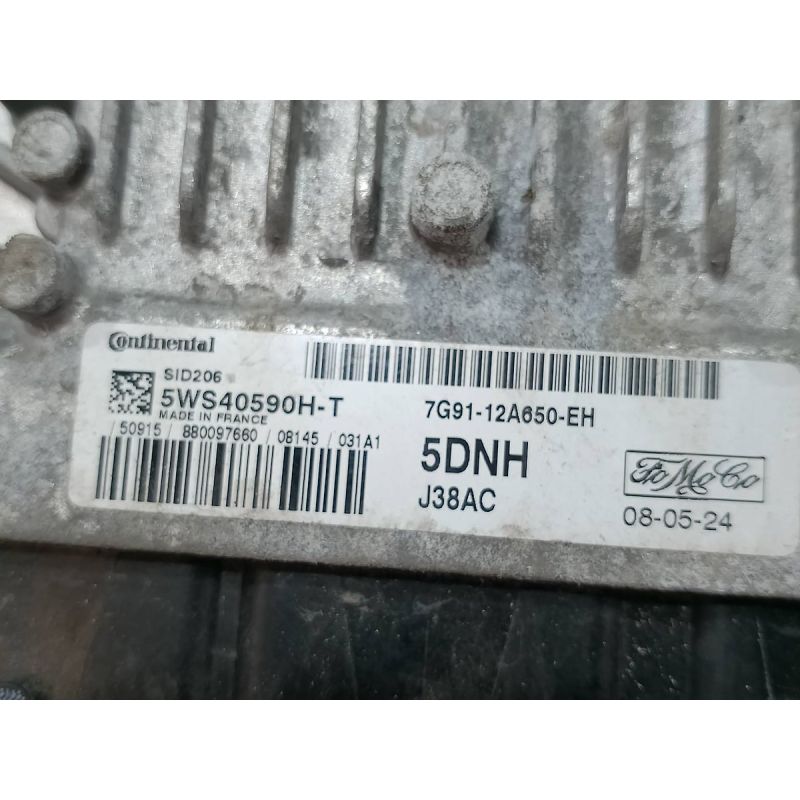 Continental
SID206
5WS40590H-T
MADE IN FRANCE
/ 50915 / 880097660 / 08145 / 031A1
7G91-12A650-EH
5DNH
J38AC
FoMoCo
08-05-24